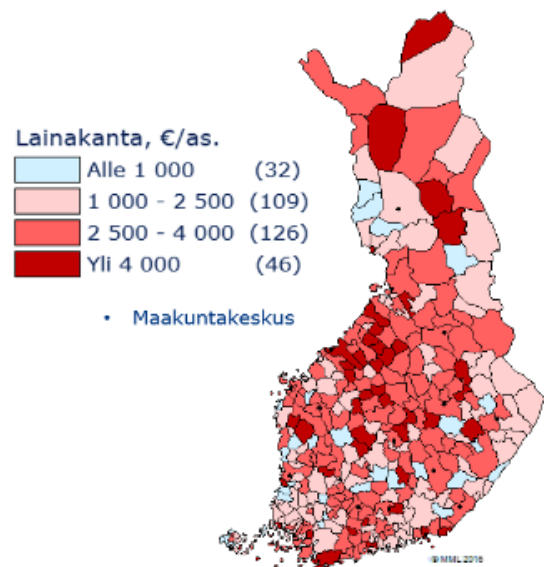 Lainakanta, €/as.
Alle 1 000 (32)
1 000 - 2 500 (109)
2 500 - 4 000 (126)
Yli 4 000 (46)
• Maakuntakeskus
© MML 2016